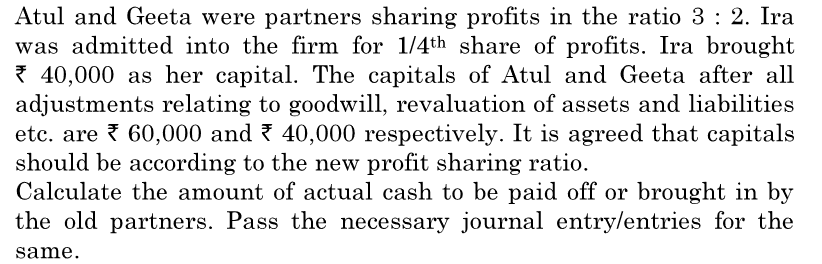 Atul and Geeta were partners sharing profits in the ratio 3 : 2. Ira
was admitted into the firm for 1/4th share of profits. Ira brought
₹ 40,000 as her capital. The capitals of Atul and Geeta after all
adjustments relating to goodwill, revaluation of assets and liabilities
etc. are ₹ 60,000 and ₹ 40,000 respectively. It is agreed that capitals
should be according to the new profit sharing ratio.
Calculate the amount of actual cash to be paid off or brought in by
the old partners. Pass the necessary journal entry/entries for the
same.